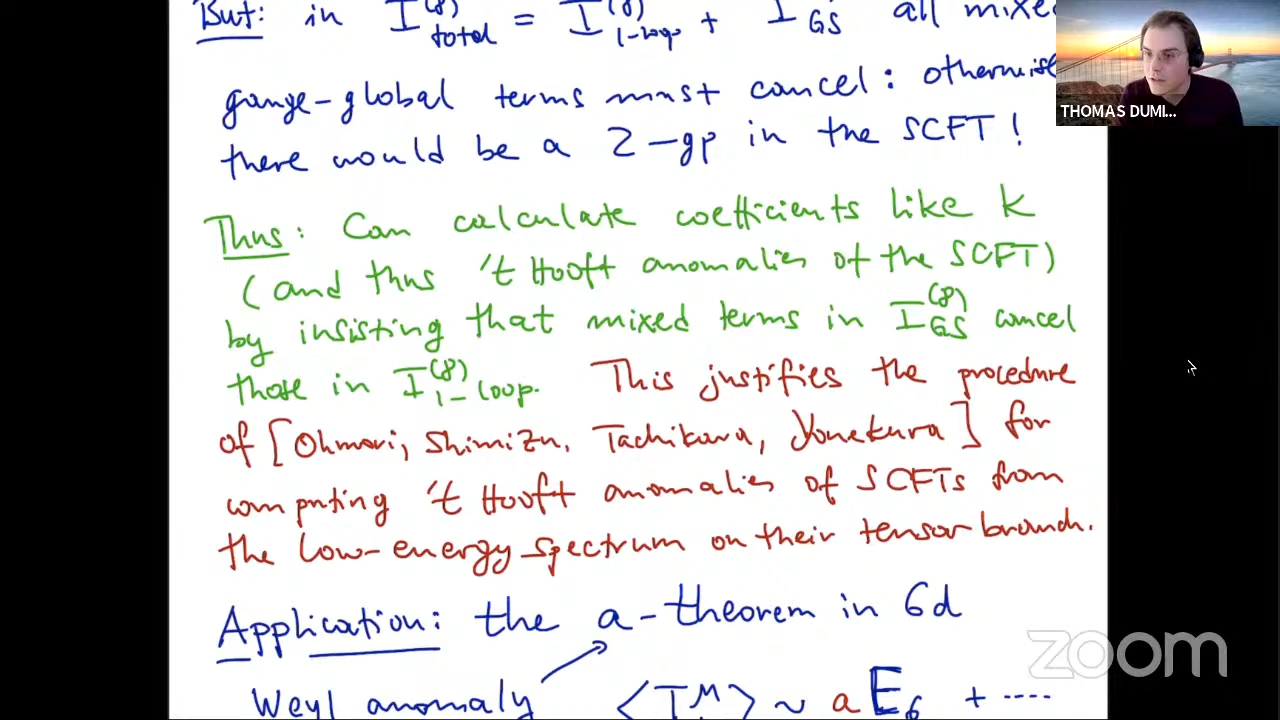 But: in I^(8)_total = I^(8)_1-loop + I_GS all mixed
gauge-global terms must cancel: otherwise
there would be a 2-gp in the SCFT!
Thus: Can calculate coefficients like k
(and thus 't Hooft anomalies of the SCFT)
by insisting that mixed terms in I^(8)_GS cancel
those in I^(8)_1-loop. This justifies the procedure
of [Ohmori, Shimizu, Tachikawa, Yonekura] for
computing 't Hooft anomalies of SCFTs from
the low-energy spectrum on their tensor branch.
Application: the a-theorem in 6d
Weyl anomaly <T^μ> ~ a E_6 + ....
THOMAS DUMI...
zoom